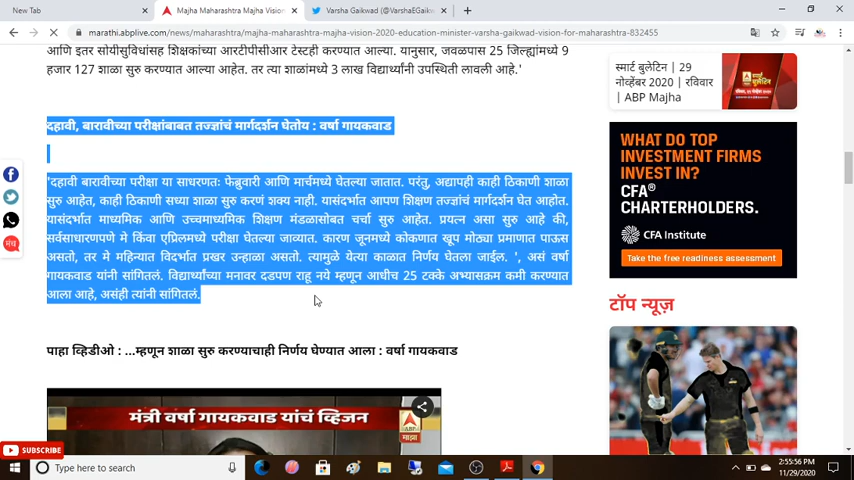 New Tab
Majha Maharashtra Majha Vision
Varsha Gaikwad (@VarshaEGaikw
marathi.abplive.com/news/maharashtra/majha-maharashtra-majha-vision-2020-education-minister-varsha-gaikwad-vision-for-maharashtra-832455
आणि इतर सोयीसुविधांसह शिक्षकांच्या आरटीपीसीआर टेस्टही करण्यात आल्या. यानुसार, जवळपास 25 जिल्ह्यांमध्ये 9
हजार 127 शाळा सुरु करण्यात आल्या आहेत. तर त्या शाळांमध्ये 3 लाख विद्यार्थ्यांनी उपस्थिती लावली आहे.'
दहावी, बारावीच्या परीक्षांबाबत तज्ज्ञांचं मार्गदर्शन घेतोय : वर्षा गायकवाड
'दहावी बारावीच्या परीक्षा या साधारणतः फेब्रुवारी आणि मार्चमध्ये घेतल्या जातात. परंतु, अद्यापही काही ठिकाणी शाळा
सुरु आहेत, काही ठिकाणी सध्या शाळा सुरु करणं शक्य नाही. यासंदर्भात आपण शिक्षण तज्ज्ञांचं मार्गदर्शन घेत आहोत.
यासंदर्भात माध्यमिक आणि उच्चमाध्यमिक शिक्षण मंडळासोबत चर्चा सुरु आहेत. प्रयत्न असा सुरु आहे की,
सर्वसाधारणपणे मे किंवा एप्रिलमध्ये परीक्षा घेतल्या जाव्यात. कारण जूनमध्ये कोकणात खूप मोठ्या प्रमाणात पाऊस
असतो, तर मे महिन्यात विदर्भात प्रखर उन्हाळा असतो. त्यामुळे येत्या काळात निर्णय घेतला जाईल. ', असं वर्षा
गायकवाड यांनी सांगितलं. विद्यार्थ्यांच्या मनावर दडपण राहू नये म्हणून आधीच 25 टक्के अभ्यासक्रम कमी करण्यात
आला आहे, असंही त्यांनी सांगितलं.
पाहा व्हिडीओ : ...म्हणून शाळा सुरु करण्याचाही निर्णय घेण्यात आला : वर्षा गायकवाड
मंत्री वर्षा गायकवाड यांचं व्हिजन
माझा
मंच
स्मार्ट बुलेटिन | 29
नोव्हेंबर 2020 | रविवार
| ABP Majha
WHAT DO TOP
INVESTMENT FIRMS
INVEST IN?
CFA®
CHARTERHOLDERS.
CFA Institute
Take the free readiness assessment
टॉप न्यूज़
SUBSCRIBE
Type here to search
2:55:56 PM
11/29/2020